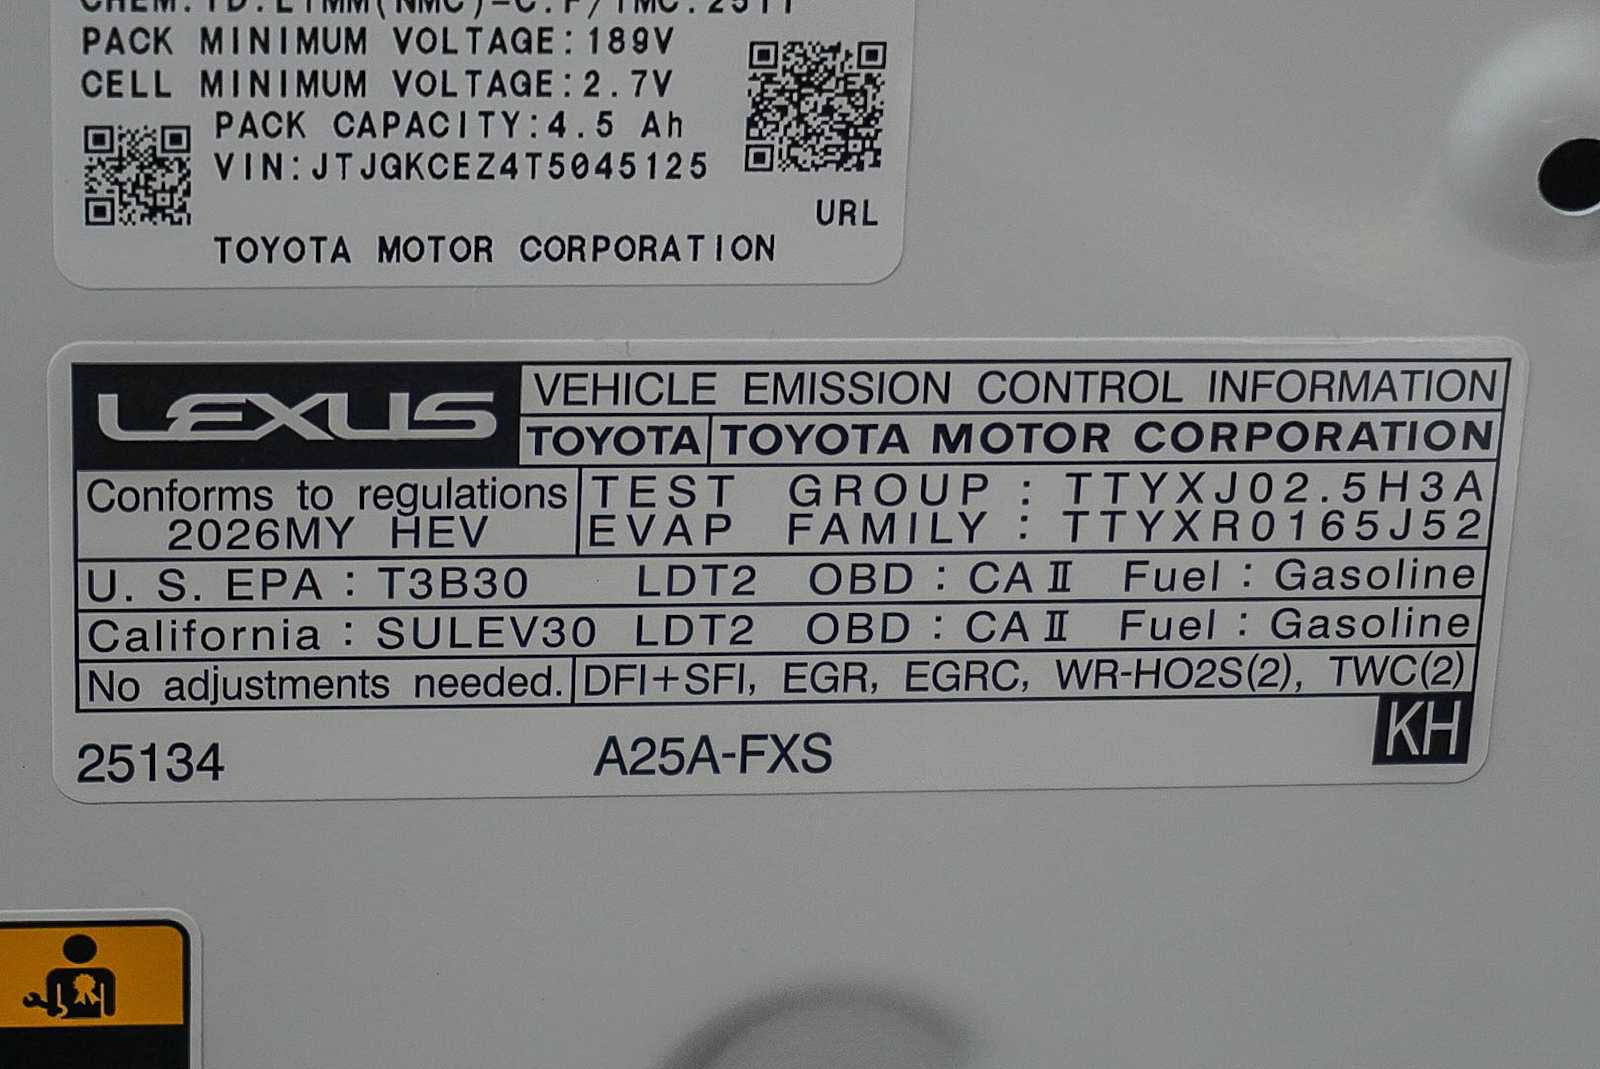 PACK MINIMUM VOLTAGE:189V
CELL MINIMUM VOLTAGE:2.7V
PACK CAPACITY:4.5 Ah
VIN:JTJGKCEZ4T5045125
URL
TOYOTA MOTOR CORPORATION
LEXUS
VEHICLE EMISSION CONTROL INFORMATION
TOYOTA TOYOTA MOTOR CORPORATION
Conforms to regulations
2026MY HEV
TEST GROUP : TTYXJ02.5H3A
EVAP FAMILY : TTYXR0165J52
U. S. EPA : T3B30 LDT2 OBD : CA II Fuel : Gasoline
California : SULEV30 LDT2 OBD : CA II Fuel : Gasoline
No adjustments needed. DFI+SFI, EGR, EGRC, WR-HO2S(2), TWC(2)
KH
25134 A25A-FXS